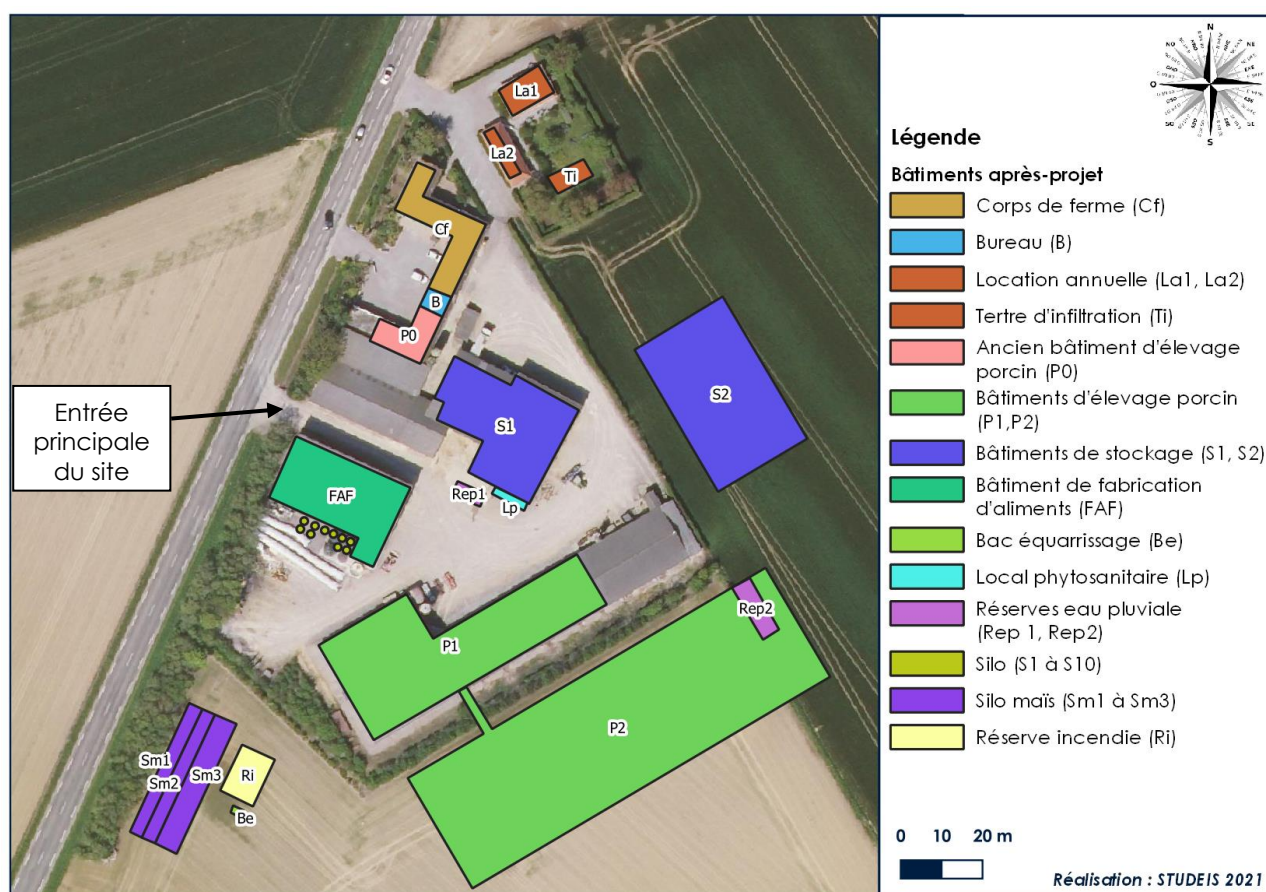 La1
La2
Ti
Cf
B
P0
Entrée
principale
du site
S1
S2
FAF
Rep1
Lp
Rep2
P1
P2
Sm1
Sm2
Sm3
Ri
Be
N
NO
NE
O
SO
SE
S
Légende
Bâtiments après-projet
Corps de ferme (Cf)
Bureau (B)
Location annuelle (La1, La2)
Tertre d'infiltration (Ti)
Ancien bâtiment d'élevage
porcin (P0)
Bâtiments d'élevage porcin
(P1,P2)
Bâtiments de stockage (S1, S2)
Bâtiment de fabrication
d'aliments (FAF)
Bac équarrissage (Be)
Local phytosanitaire (Lp)
Réserves eau pluviale
(Rep 1, Rep2)
Silo (S1 à S10)
Silo maïs (Sm1 à Sm3)
Réserve incendie (Ri)
0 10 20 m
Réalisation : STUDEIS 2021